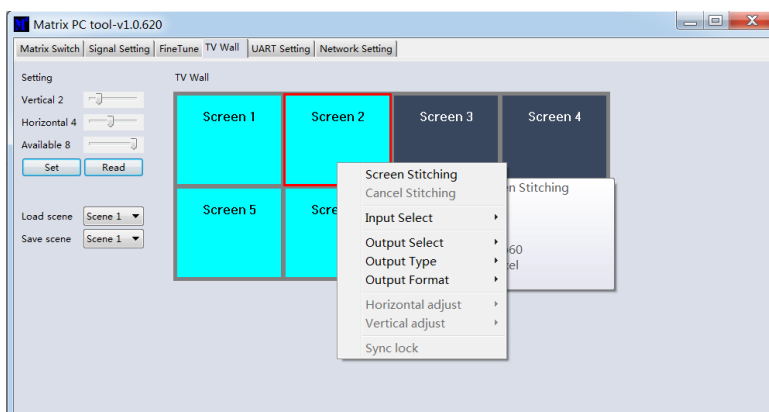 Matrix PC tool-v1.0.620
Matrix Switch Signal Setting FineTune TV Wall UART Setting Network Setting
Setting
TV Wall
Vertical 2
Horizontal 4
Available 8
Set Read
Load scene Scene 1
Save scene Scene 1
Screen 1 Screen 2 Screen 3 Screen 4
Screen 5
Screen Stitching
Cancel Stitching
Input Select
Output Select
Output Type
Output Format
Horizontal adjust
Vertical adjust
Sync lock
Stitching